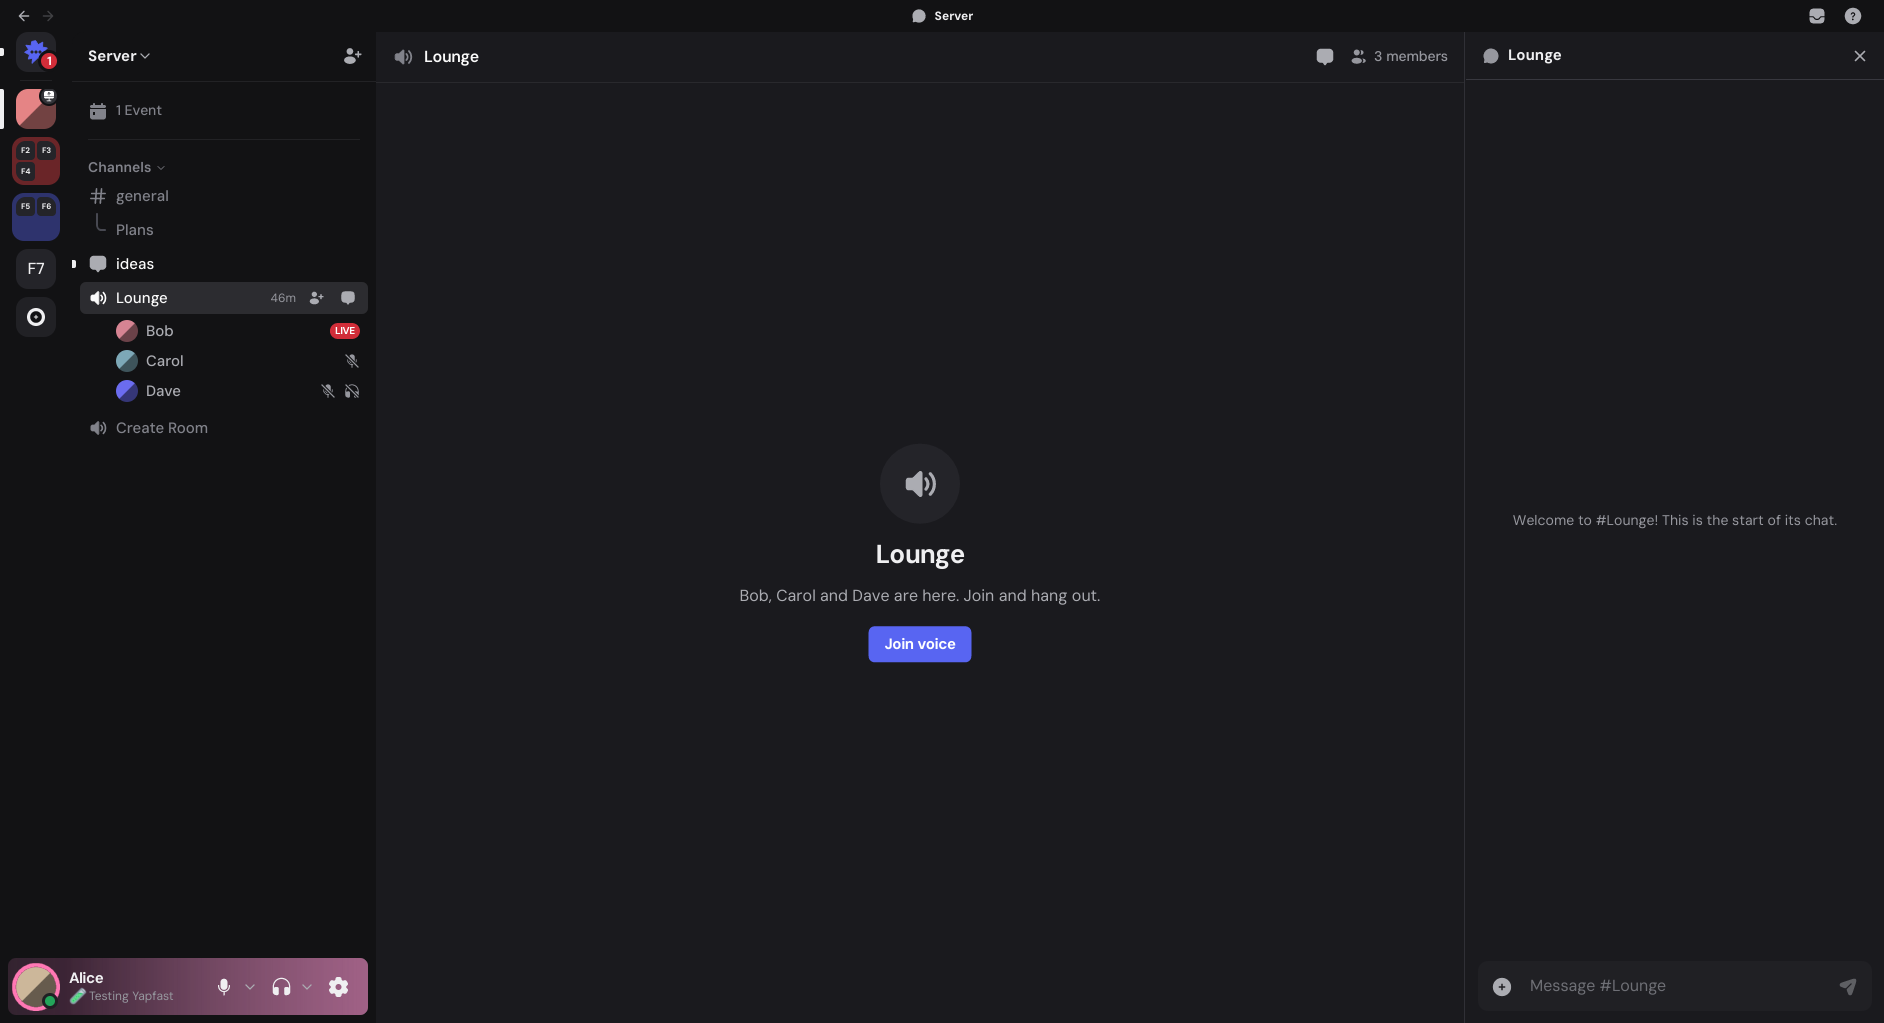 Server
1
Server
1 Event
F2 F3
F4
F5 F6
F7
Channels
general
Plans
ideas
Lounge 46m
Bob LIVE
Carol
Dave
Create Room
Alice
Testing Yapfast
Lounge
3 members
Lounge
Bob, Carol and Dave are here. Join and hang out.
Join voice
Lounge
Welcome to #Lounge! This is the start of its chat.
Message #Lounge